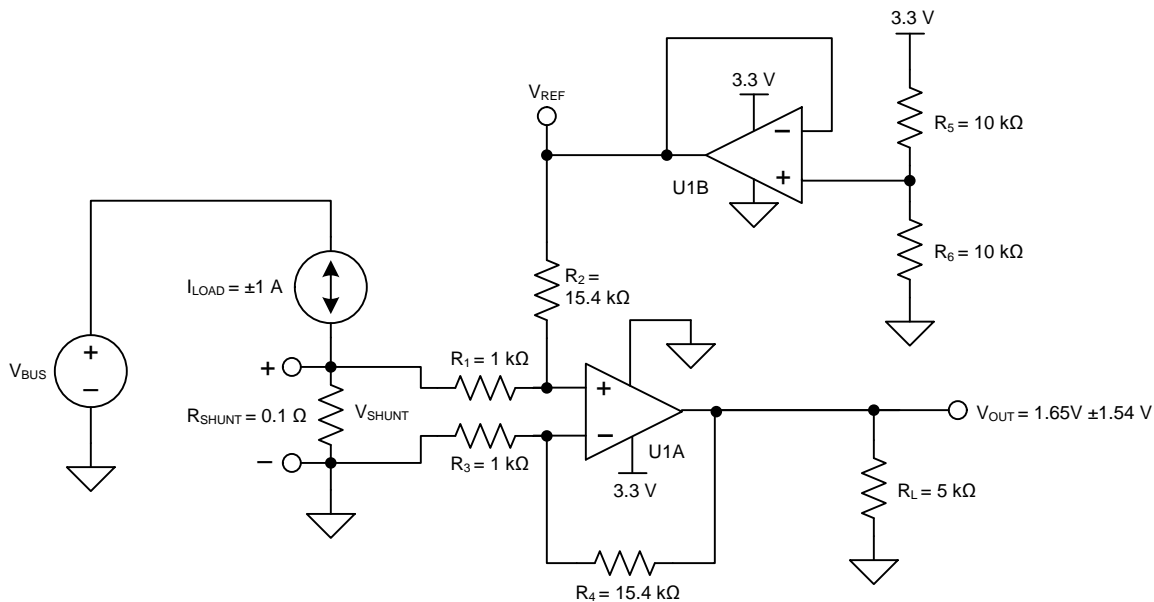 3.3 V
V_REF
3.3 V
R5 = 10 kΩ
U1B
R6 = 10 kΩ
R2 =
15.4 kΩ
ILOAD = ±1 A
VBUS
R1 = 1 kΩ
RSHUNT = 0.1 Ω
VSHUNT
R3 = 1 kΩ
U1A
3.3 V
VOUT = 1.65V ±1.54 V
RL = 5 kΩ
R4 = 15.4 kΩ